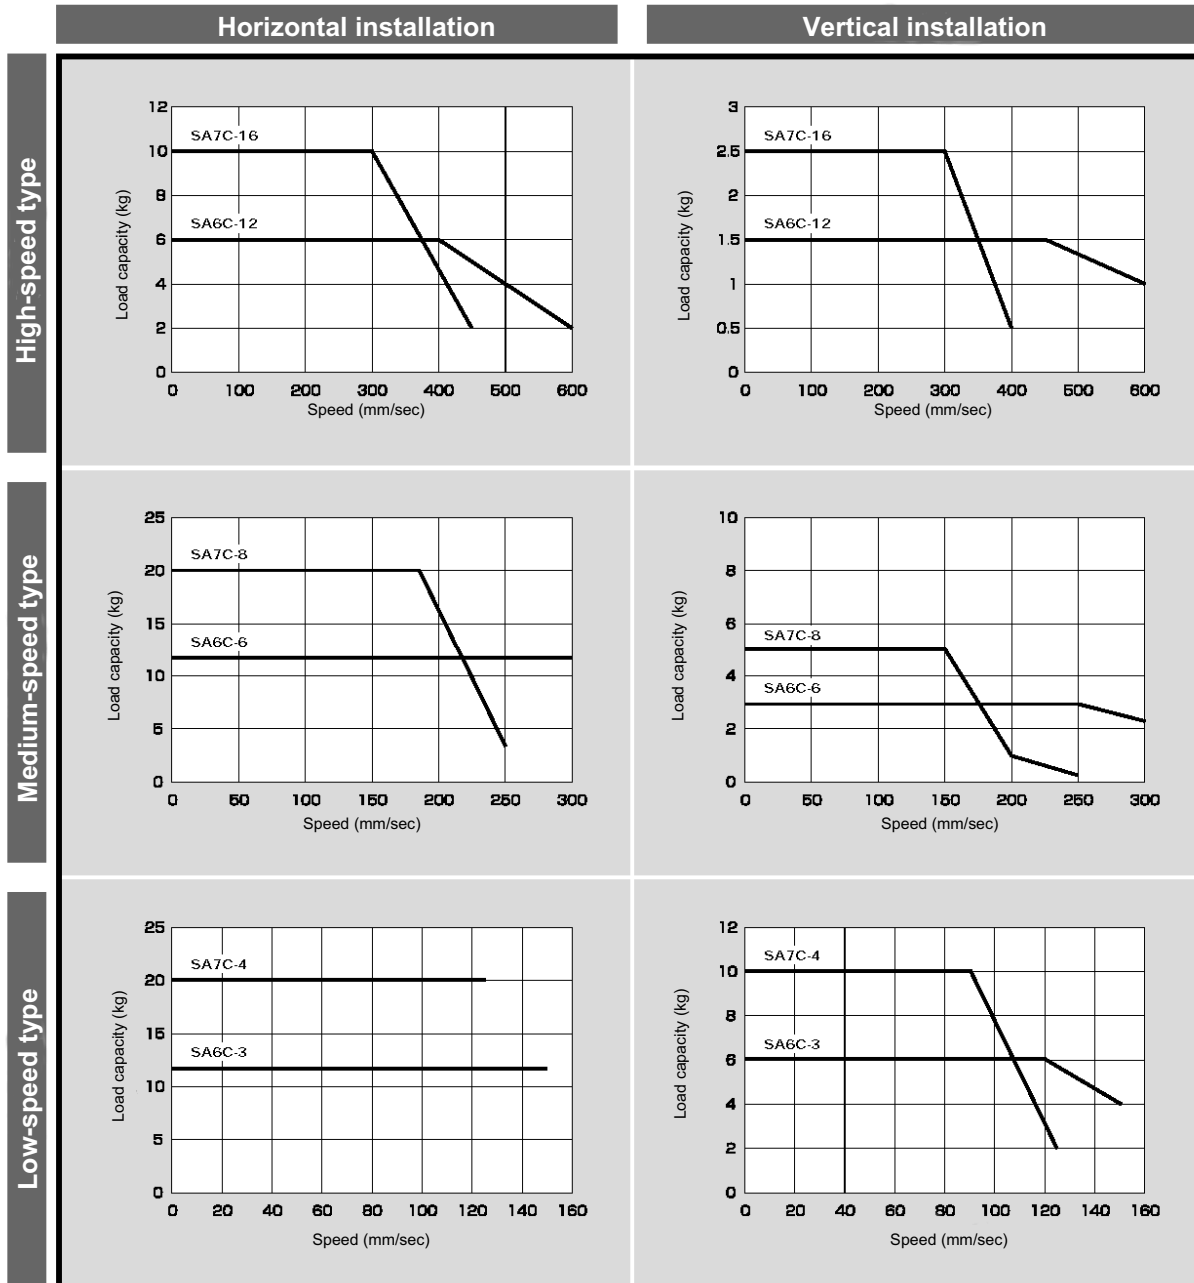 Horizontal installation
Vertical installation
High-speed type
12
10
8
6
4
2
0
SA7C-16
SA6C-12
Load capacity (kg)
0 100 200 300 400 500 600
Speed (mm/sec)
3
2.5
2
1.5
1
0.5
0
SA7C-16
SA6C-12
Load capacity (kg)
0 100 200 300 400 500 600
Speed (mm/sec)
Medium-speed type
25
20
15
10
5
0
SA7C-8
SA6C-6
Load capacity (kg)
0 50 100 150 200 250 300
Speed (mm/sec)
10
8
6
4
2
0
SA7C-8
SA6C-6
Load capacity (kg)
0 50 100 150 200 250 300
Speed (mm/sec)
Low-speed type
25
20
15
10
5
0
SA7C-4
SA6C-3
Load capacity (kg)
0 20 40 60 80 100 120 140 160
Speed (mm/sec)
12
10
8
6
4
2
0
SA7C-4
SA6C-3
Load capacity (kg)
0 20 40 60 80 100 120 140 160
Speed (mm/sec)